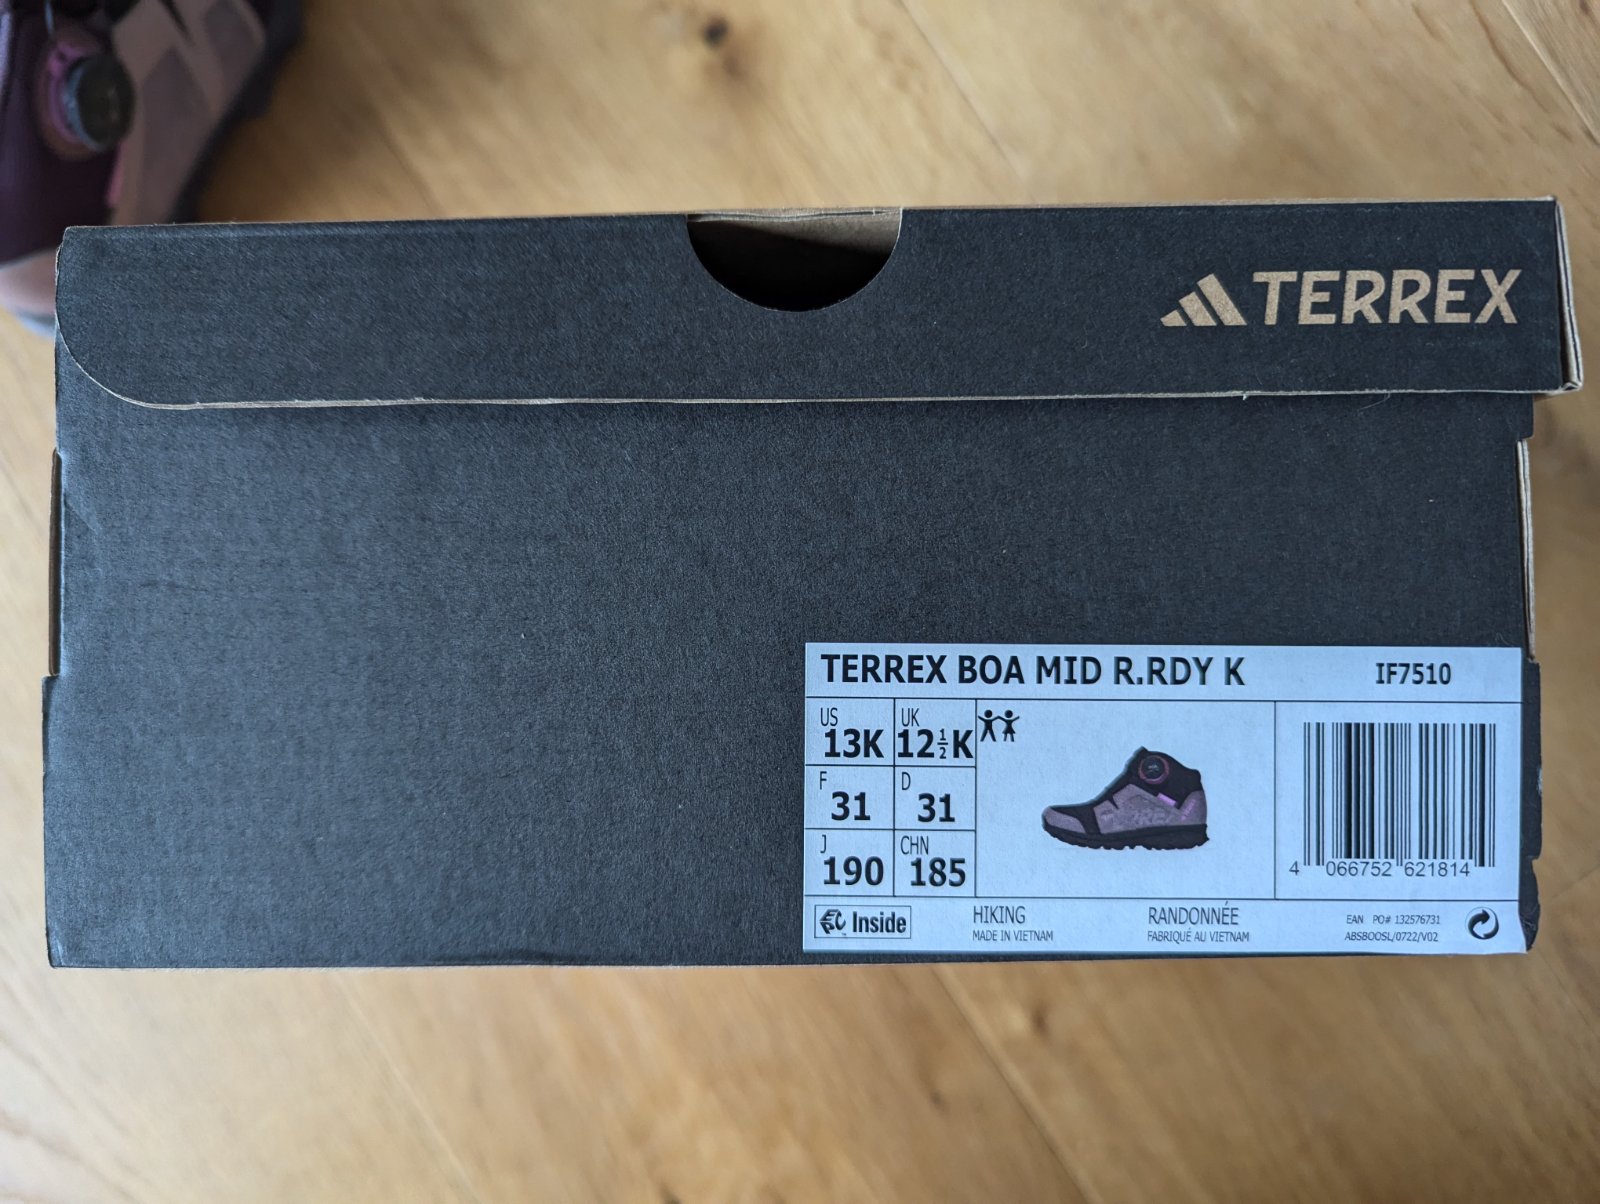 TERREX
TERREX BOA MID R.RDY K IF7510
US 13K UK 12½K
F 31 D 31
J 190 CHN 185
4 066752 621814
Inside
HIKING
MADE IN VIETNAM
RANDONNÉE
FABRIQUÉ AU VIETNAM
EAN PO# 132576731
ABSBOOSL/0722/V02